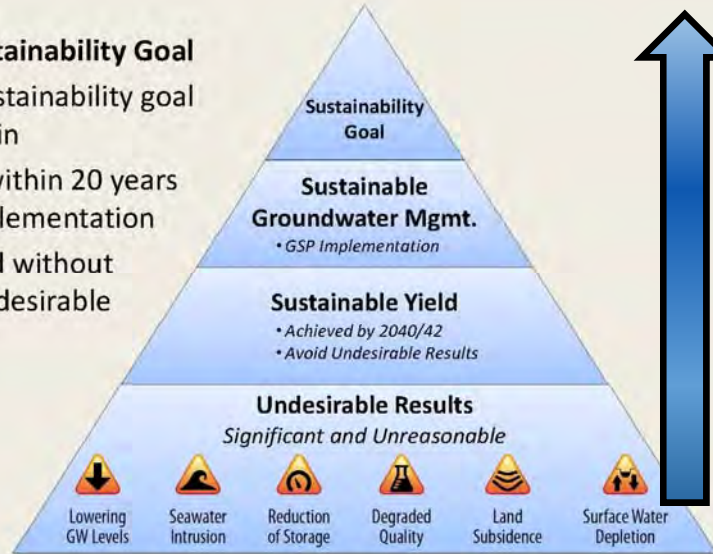 tainability Goal
stainability goal
in
within 20 years
plementation
d without
desirable
Sustainability
Goal
Sustainable
Groundwater Mgmt.
• GSP Implementation
Sustainable Yield
• Achieved by 2040/42
• Avoid Undesirable Results
Undesirable Results
Significant and Unreasonable
Lowering
GW Levels
Seawater
Intrusion
Reduction
of Storage
Degraded
Quality
Land
Subsidence
Surface Water
Depletion